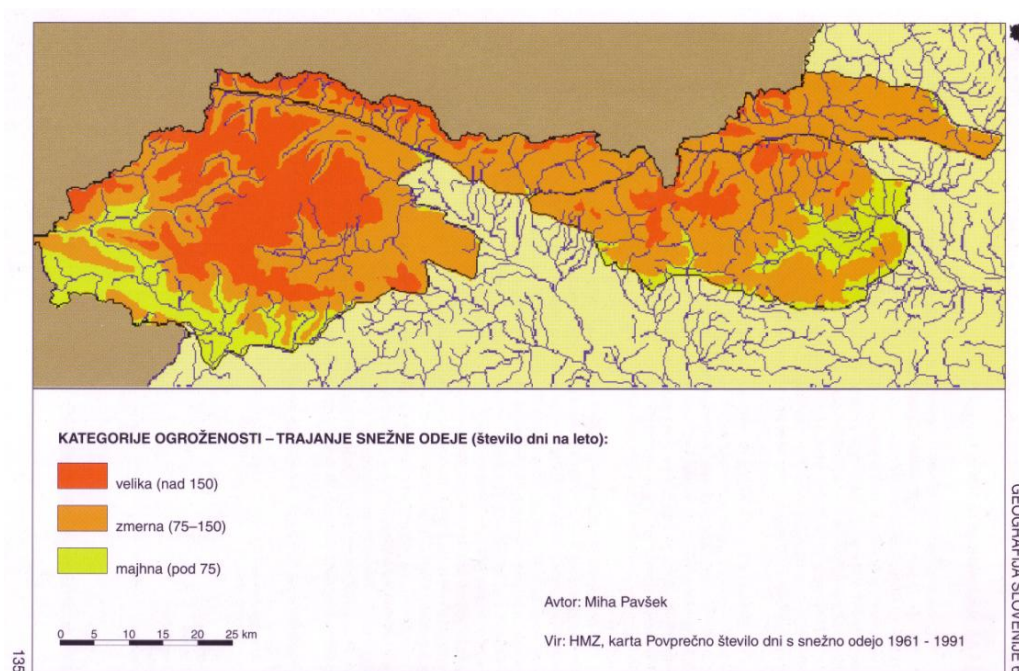 KATEGORIJE OGROŽENOSTI – TRAJANJE SNEŽNE ODEJE (število dni na leto):
velika (nad 150)
zmerna (75–150)
majhna (pod 75)
0 5 10 15 20 25 km
Avtor: Miha Pavšek
Vir: HMZ, karta Povprečno število dni s snežno odejo 1961 - 1991
135
GEOGRAFIJA SLOVENIJE